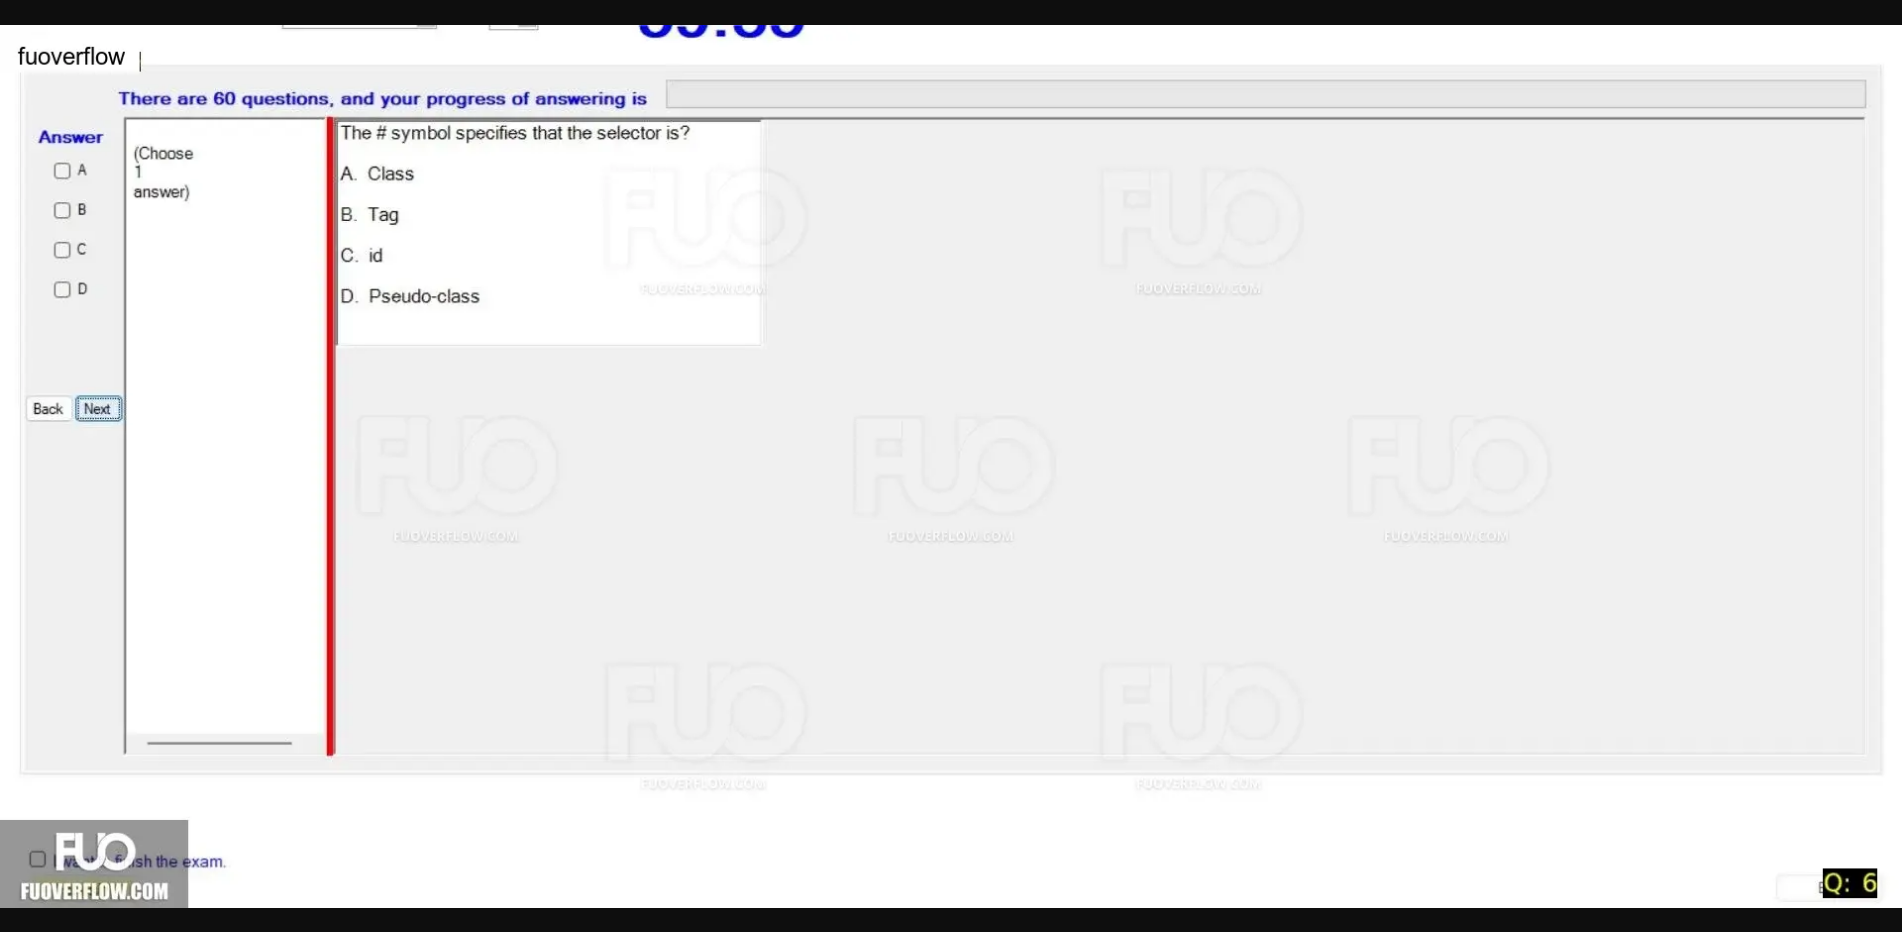 fuoverflow
There are 60 questions, and your progress of answering is
Answer
A
B
C
D
(Choose
1
answer)
The # symbol specifies that the selector is?
A. Class
B. Tag
C. id
D. Pseudo-class
Back Next
FUO
FUOVERFLOW.COM
FUO
FUOVERFLOW.COM
FUO
FUOVERFLOW.COM
FUO
FUOVERFLOW.COM
FUO
FUOVERFLOW.COM
FUO
FUOVERFLOW.COM
FUO
FUOVERFLOW.COM
I want finish the exam.
FUO
FUOVERFLOW.COM
Q: 6